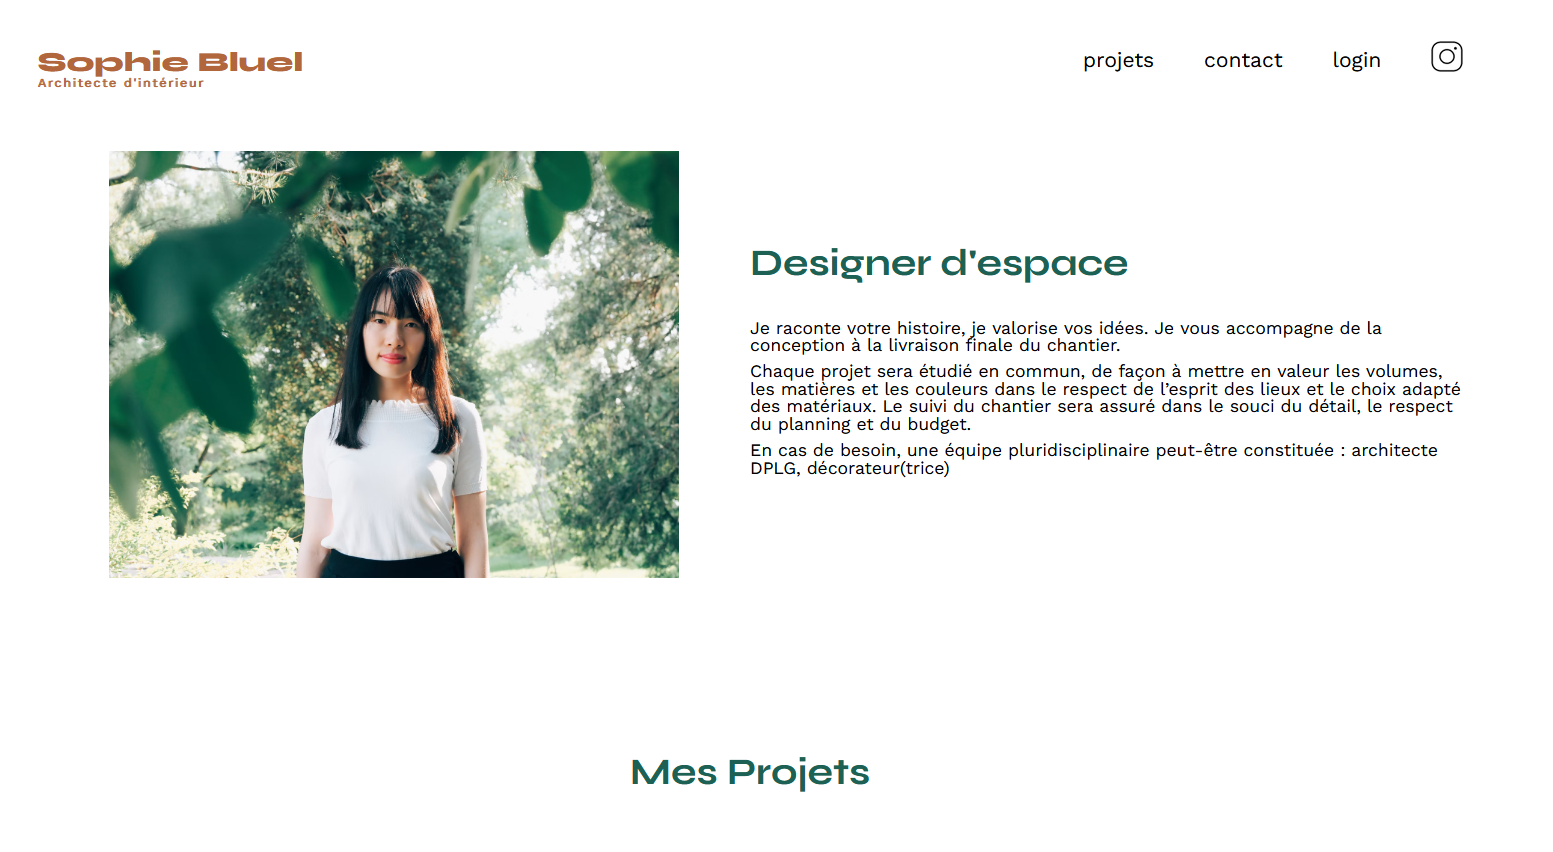 Sophie Bluel
Architecte d'intérieur
projets contact login
Designer d'espace
Je raconte votre histoire, je valorise vos idées. Je vous accompagne de la
conception à la livraison finale du chantier.
Chaque projet sera étudié en commun, de façon à mettre en valeur les volumes,
les matières et les couleurs dans le respect de l’esprit des lieux et le choix adapté
des matériaux. Le suivi du chantier sera assuré dans le souci du détail, le respect
du planning et du budget.
En cas de besoin, une équipe pluridisciplinaire peut-être constituée : architecte
DPLG, décorateur(trice)
Mes Projets